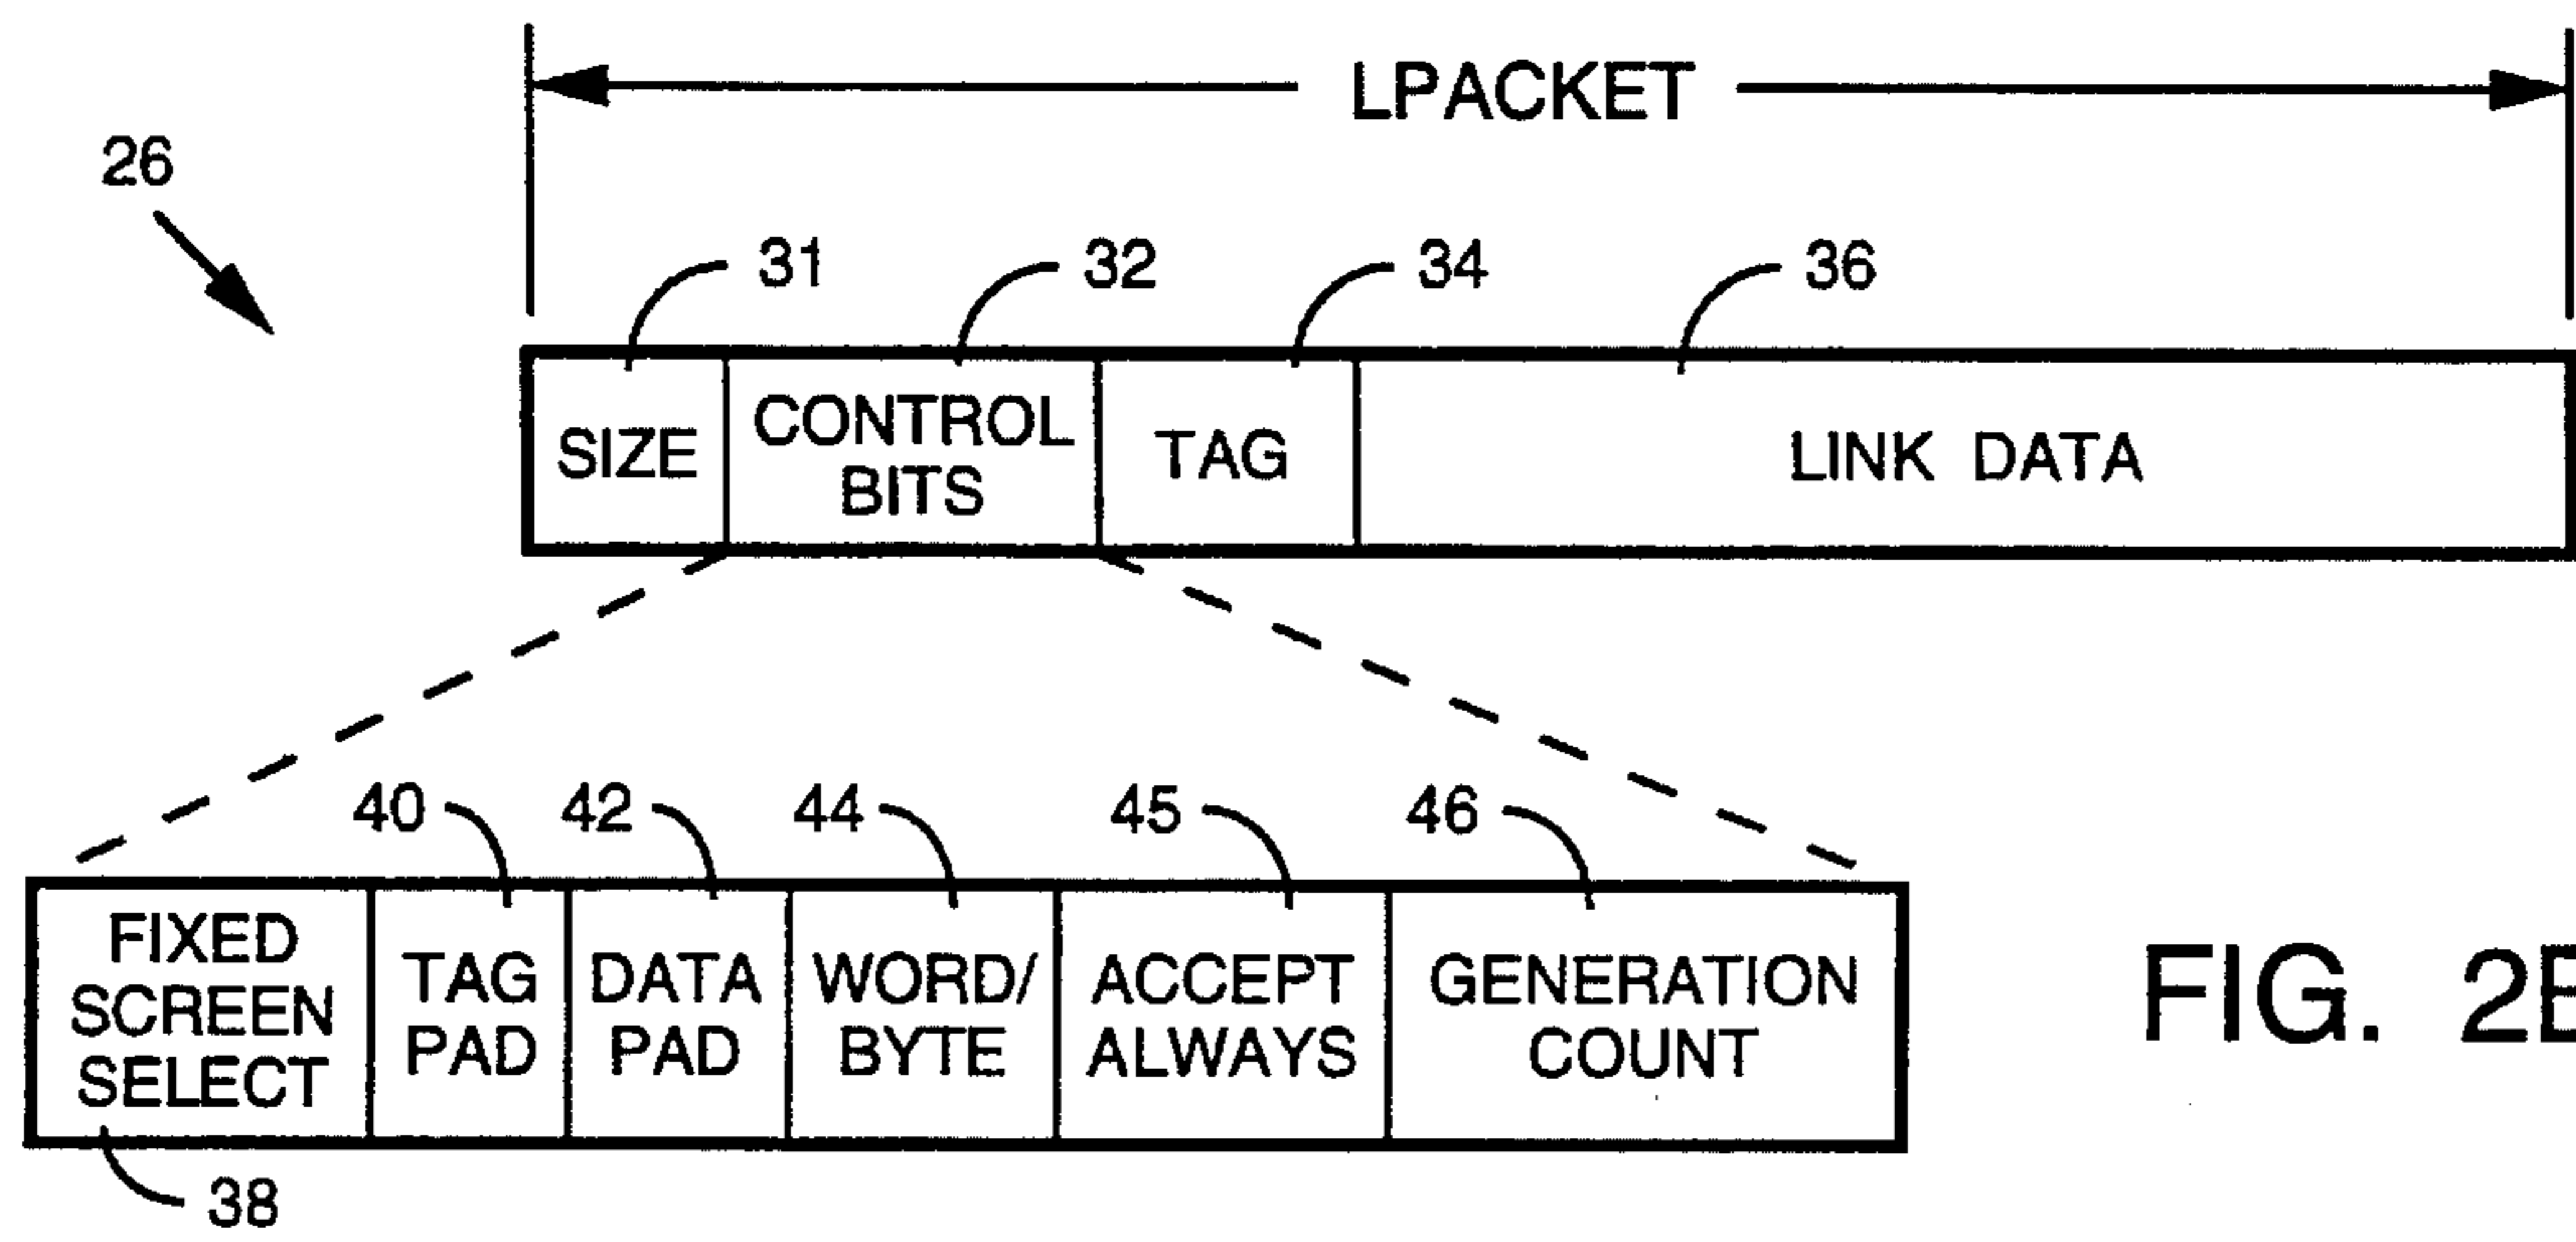 LPACKET
26
31 32 34 36
SIZE
CONTROL
BITS
TAG
LINK DATA
40 42 44 45 46
FIXED
SCREEN
SELECT
TAG
PAD
DATA
PAD
WORD/
BYTE
ACCEPT
ALWAYS
GENERATION
COUNT
38
FIG. 2B